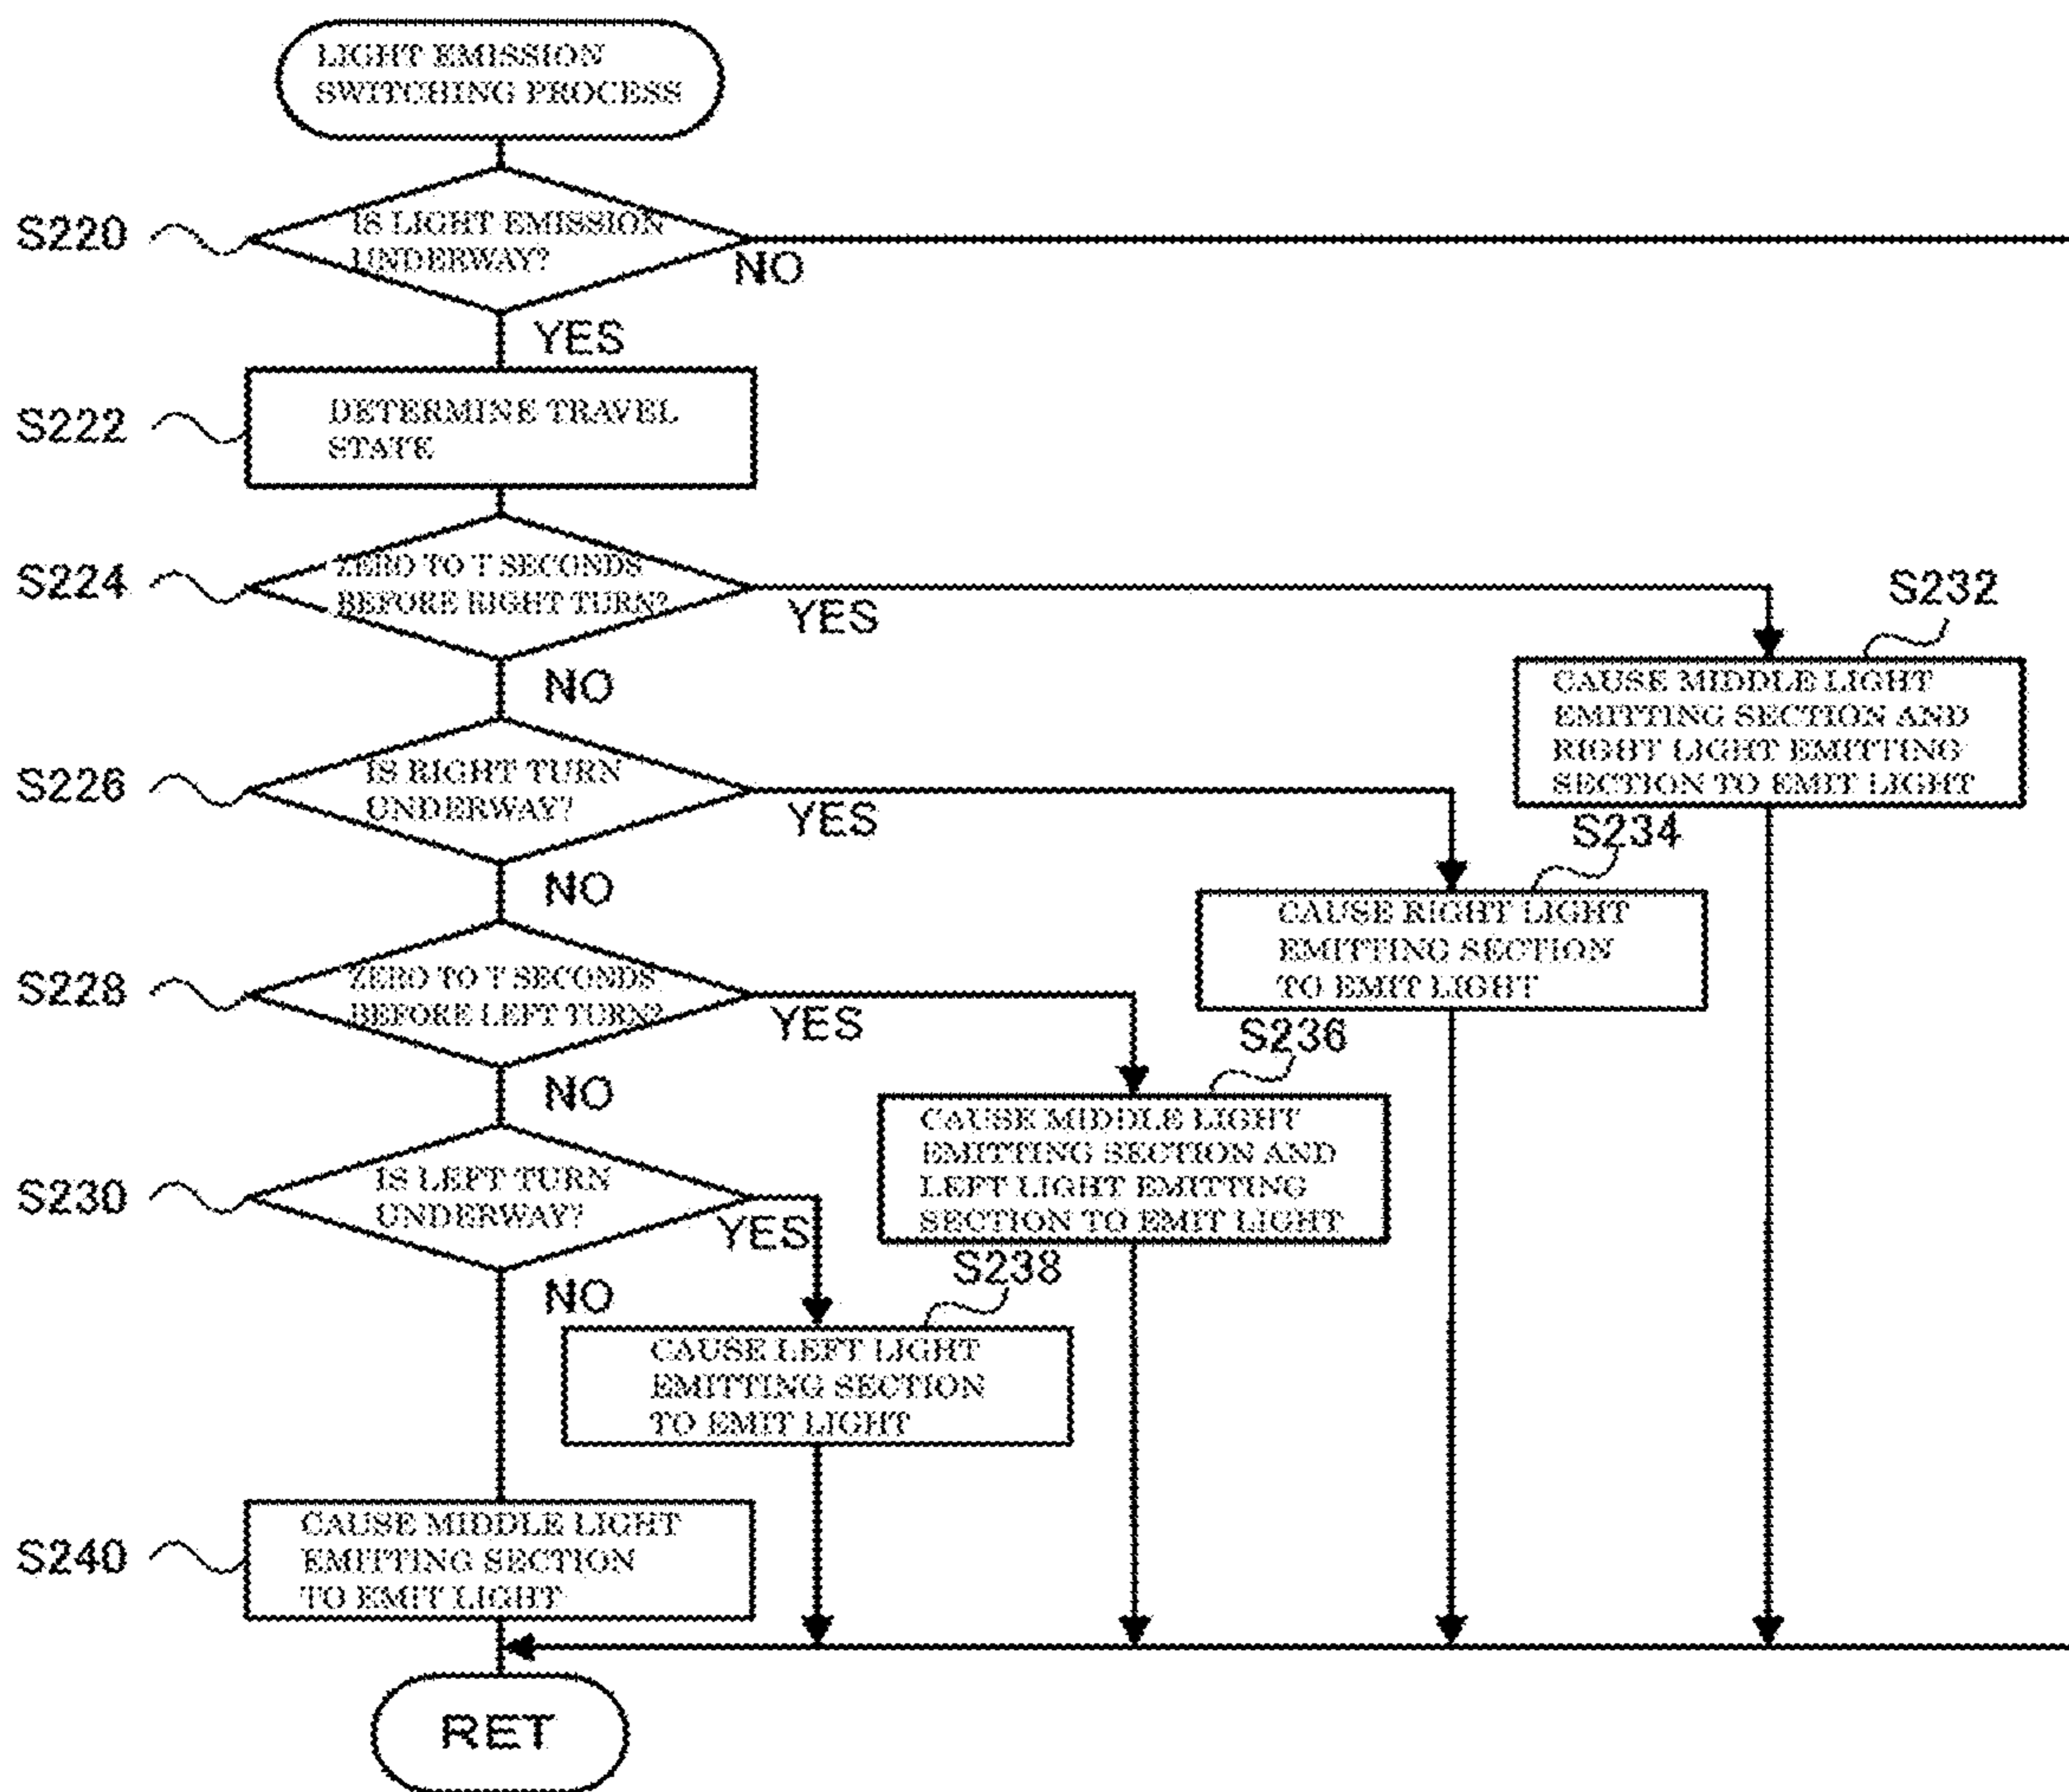 LIGHT EMISSION
SWITCHING PROCESS
S220
IS LIGHT EMISSION
UNDERWAY?
NO
YES
S222
DETERMINE TRAVEL
STATE
S224
ZERO TO T SECONDS
BEFORE RIGHT TURN?
YES
NO
S232
CAUSE MIDDLE LIGHT
EMITTING SECTION AND
RIGHT LIGHT EMITTING
SECTION TO EMIT LIGHT
S226
IS RIGHT TURN
UNDERWAY?
YES
NO
S234
CAUSE RIGHT LIGHT
EMITTING SECTION
TO EMIT LIGHT
S228
ZERO TO T SECONDS
BEFORE LEFT TURN?
YES
NO
S236
CAUSE MIDDLE LIGHT
EMITTING SECTION AND
LEFT LIGHT EMITTING
SECTION TO EMIT LIGHT
S230
IS LEFT TURN
UNDERWAY?
YES
NO
S238
CAUSE LEFT LIGHT
EMITTING SECTION
TO EMIT LIGHT
S240
CAUSE MIDDLE LIGHT
EMITTING SECTION
TO EMIT LIGHT
RET